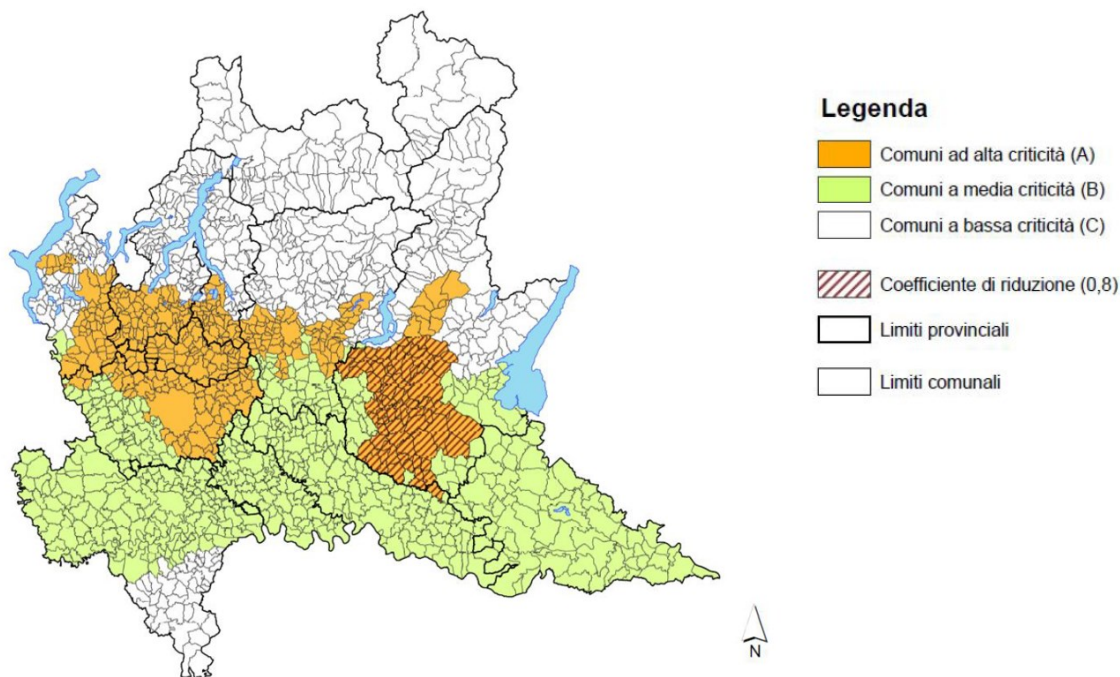 Legenda
Comuni ad alta criticità (A)
Comuni a media criticità (B)
Comuni a bassa criticità (C)
Coefficiente di riduzione (0,8)
Limiti provinciali
Limiti comunali
N